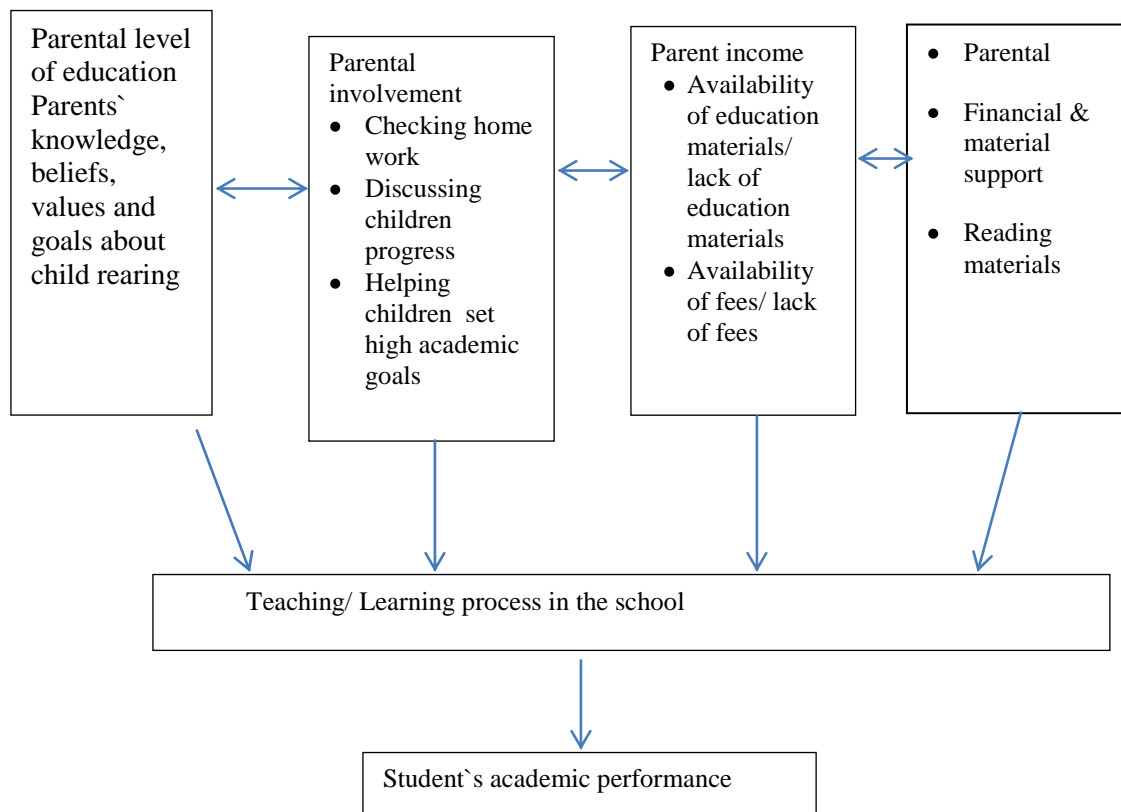 Parental level
of education
Parents`
knowledge,
beliefs,
values and
goals about
child rearing
Parental
involvement
● Checking home
work
● Discussing
children
progress
● Helping
children set
high academic
goals
Parent income
● Availability
of education
materials/
lack of
education
materials
● Availability
of fees/ lack
of fees
● Parental
● Financial &
material
support
● Reading
materials
Teaching/ Learning process in the school
Student`s academic performance